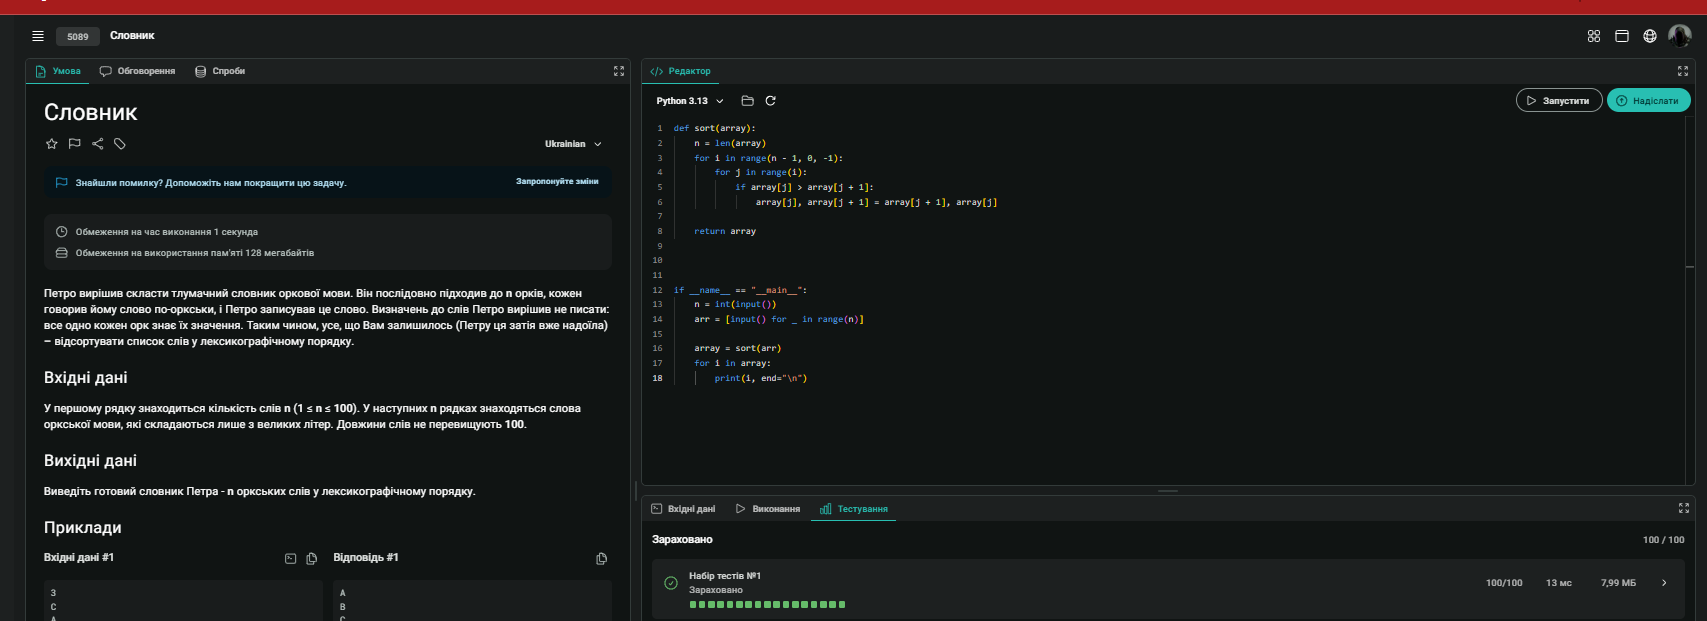 5089 Словник
Умова Обговорення Спроби
Словник
Ukrainian
Знайшли помилку? Допоможіть нам покращити цю задачу. Запропонуйте зміни
Обмеження на час виконання 1 секунда
Обмеження на використання пам'яті 128 мегабайтів
Петро вирішив скласти тлумачний словник оркової мови. Він послідовно підходив до n орків, кожен
говорив йому слово по-оркськи, і Петро записував це слово. Визначень до слів Петро вирішив не писати:
все одно кожен орк знає їх значення. Таким чином, усе, що Вам залишилось (Петру ця затія вже надоїла)
– відсортувати список слів у лексикографічному порядку.
Вхідні дані
У першому рядку знаходиться кількість слів n (1 ≤ n ≤ 100). У наступних n рядках знаходяться слова
оркської мови, які складаються лише з великих літер. Довжини слів не перевищують 100.
Вихідні дані
Виведіть готовий словник Петра - n оркських слів у лексикографічному порядку.
Приклади
Вхідні дані #1 Відповідь #1
3
C
A
A
B
C
Редактор
Python 3.13 Запустити Надіслати
1 def sort(array):
2 n = len(array)
3 for i in range(n - 1, 0, -1):
4 for j in range(i):
5 if array[j] > array[j + 1]:
6 array[j], array[j + 1] = array[j + 1], array[j]
7
8 return array
9
10
11
12 if __name__ == "__main__":
13 n = int(input())
14 arr = [input() for _ in range(n)]
15
16 array = sort(arr)
17 for i in array:
18 print(i, end="\n")
Вхідні дані Виконання Тестування
Зараховано 100 / 100
Набір тестів №1 100/100 13 мс 7,99 МБ
Зараховано